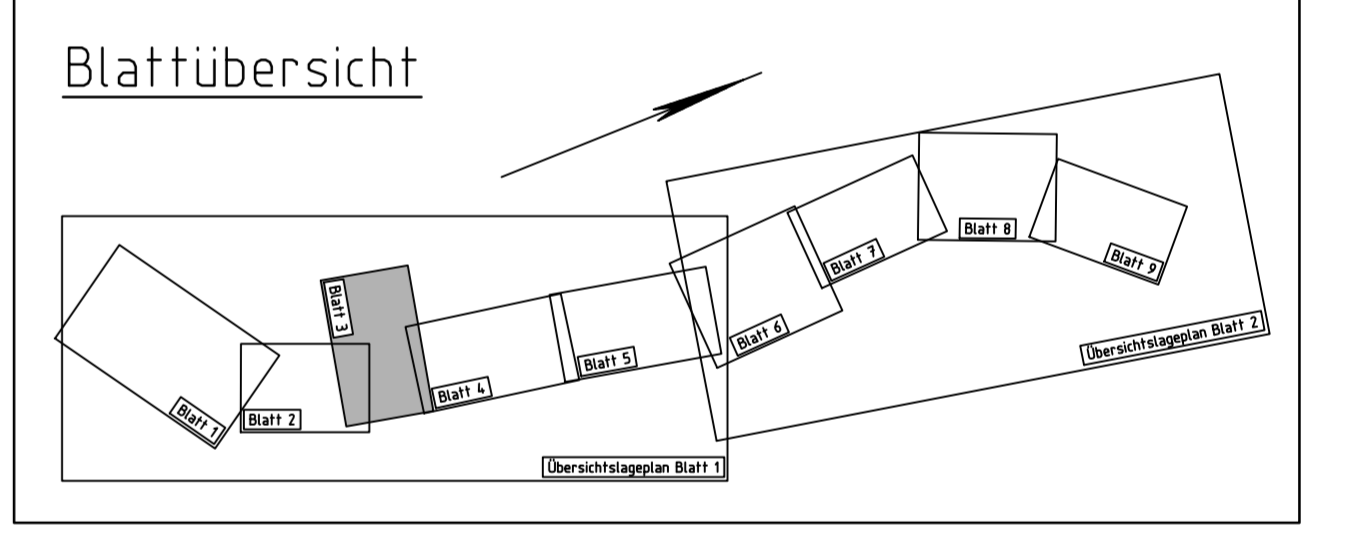 Blattübersicht
Blatt 1
Blatt 2
Blatt 3
Blatt 4
Blatt 5
Blatt 6
Blatt 7
Blatt 8
Blatt 9
Übersichtslageplan Blatt 1
Übersichtslageplan Blatt 2